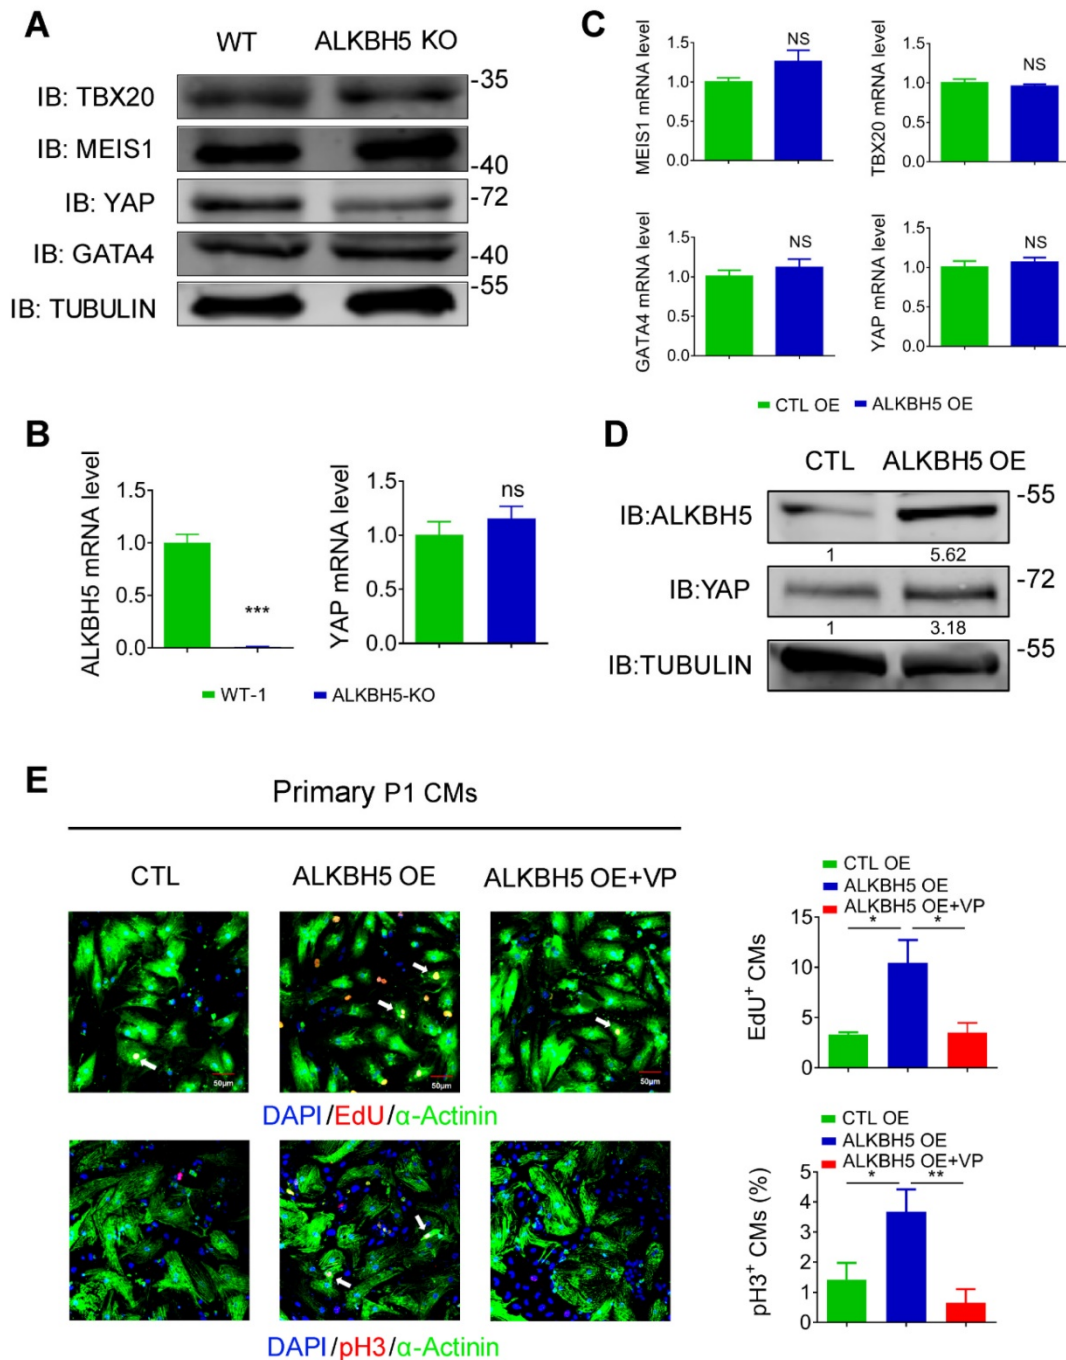 A
WT ALKBH5 KO
IB: TBX20 -35
IB: MEIS1 -40
IB: YAP -72
IB: GATA4 -40
IB: TUBULIN -55
C
MEIS1 mRNA level
1.5
1.0
0.5
0.0
NS
TBX20 mRNA level
1.5
1.0
0.5
0.0
NS
GATA4 mRNA level
1.5
1.0
0.5
0.0
NS
YAP mRNA level
1.5
1.0
0.5
0.0
NS
CTL OE ALKBH5 OE
B
ALKBH5 mRNA level
1.5
1.0
0.5
0.0
***
YAP mRNA level
1.5
1.0
0.5
0.0
ns
WT-1 ALKBH5-KO
D
CTL ALKBH5 OE
IB:ALKBH5 -55
1 5.62
IB:YAP -72
1 3.18
IB:TUBULIN -55
E
Primary P1 CMs
CTL ALKBH5 OE ALKBH5 OE+VP
50μm 50μm 50μm
DAPI/EdU/α-Actinin
DAPI/pH3/α-Actinin
CTL OE
ALKBH5 OE
ALKBH5 OE+VP
EdU+ CMs
15
10
5
0
* *
CTL OE
ALKBH5 OE
ALKBH5 OE+VP
pH3+ CMs (%)
5
4
3
2
1
0
* **